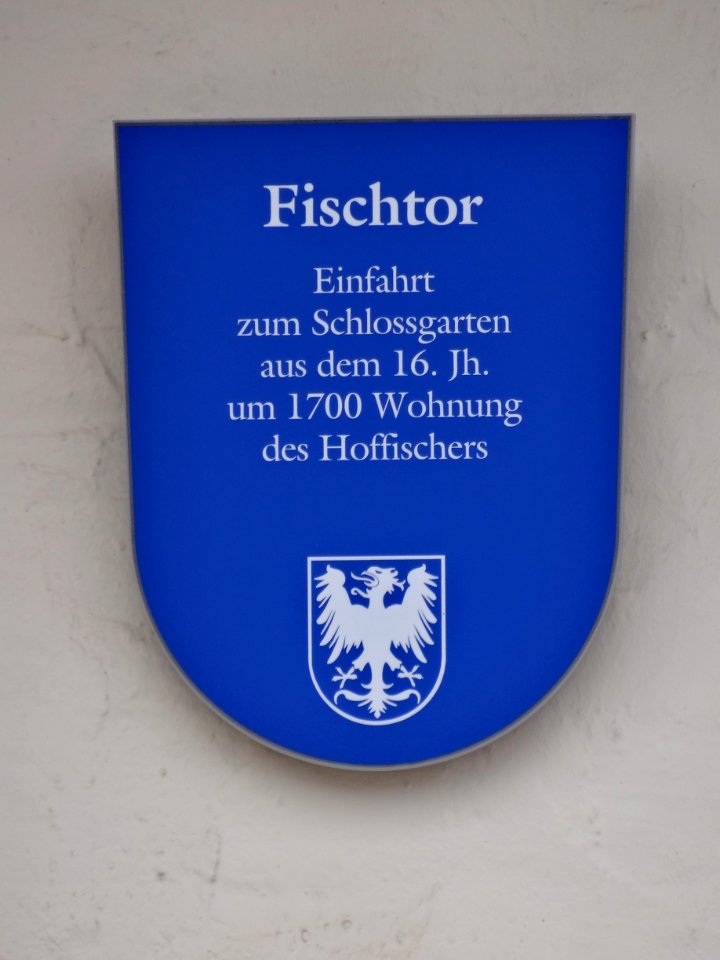 Fischtor
Einfahrt
zum Schlossgarten
aus dem 16. Jh.
um 1700 Wohnung
des Hoffischers